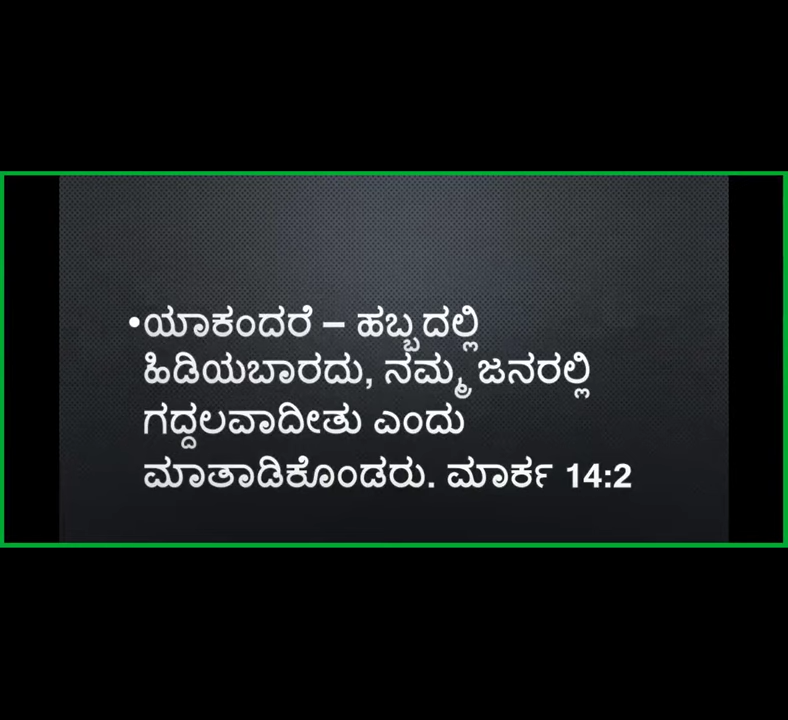 •ಯಾಕಂದರೆ – ಹಬ್ಬದಲ್ಲಿ
ಹಿಡಿಯಬಾರದು, ನಮ್ಮ ಜನರಲ್ಲಿ
ಗದ್ದಲವಾದೀತು ಎಂದು
ಮಾತಾಡಿಕೊಂಡರು. ಮಾರ್ಕ 14:2